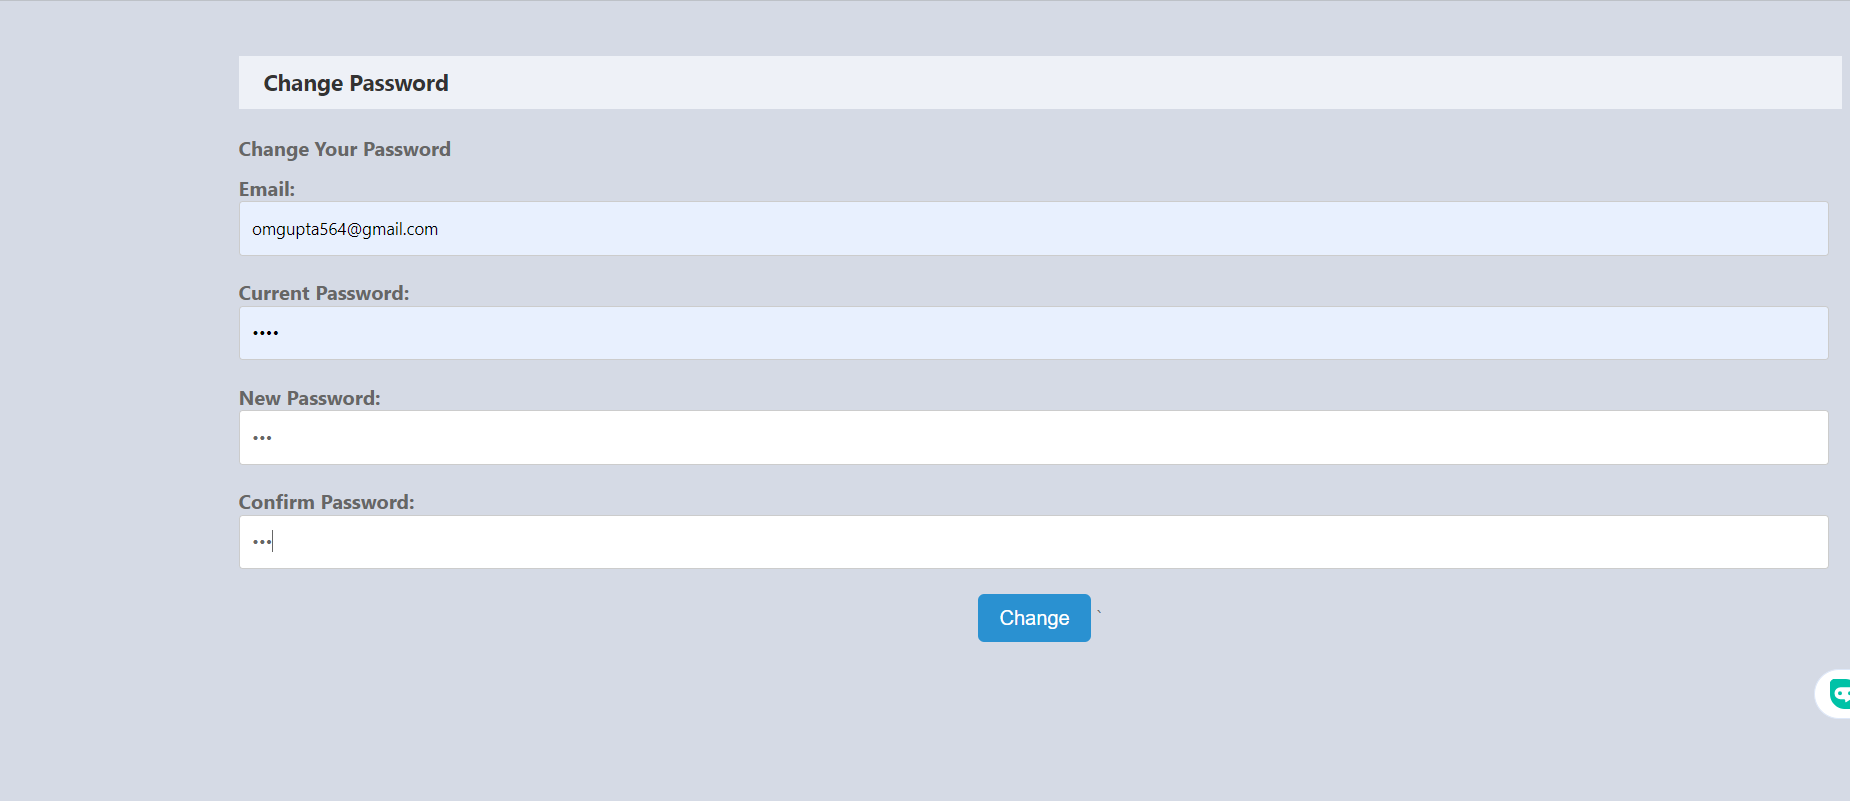 Change Password
Change Your Password
Email:
omgupta564@gmail.com
Current Password:
••••
New Password:
•••
Confirm Password:
•••
Change `